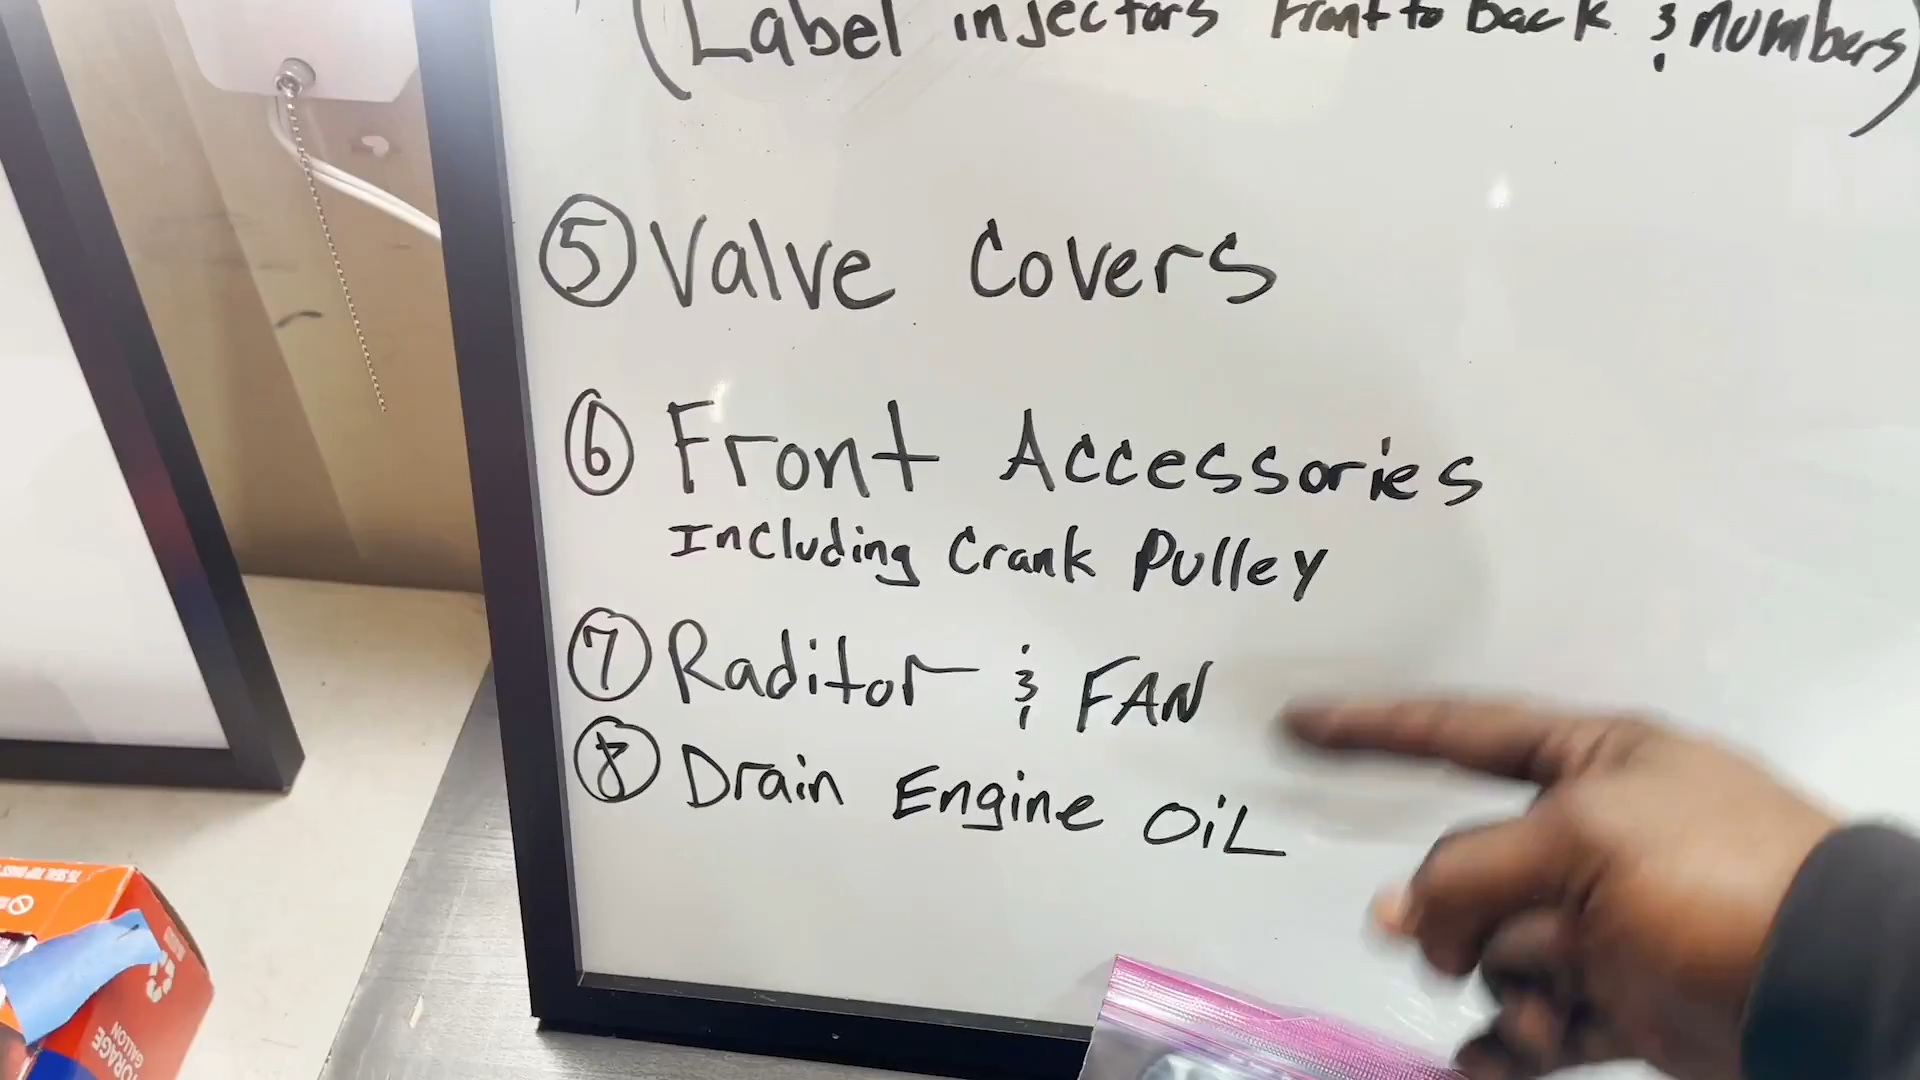 (Label injectors Front to Back & numbers)
⑤ Valve Covers
⑥ Front Accessories
Including Crank Pulley
⑦ Raditor & FAN
⑧ Drain Engine OiL
GALLON